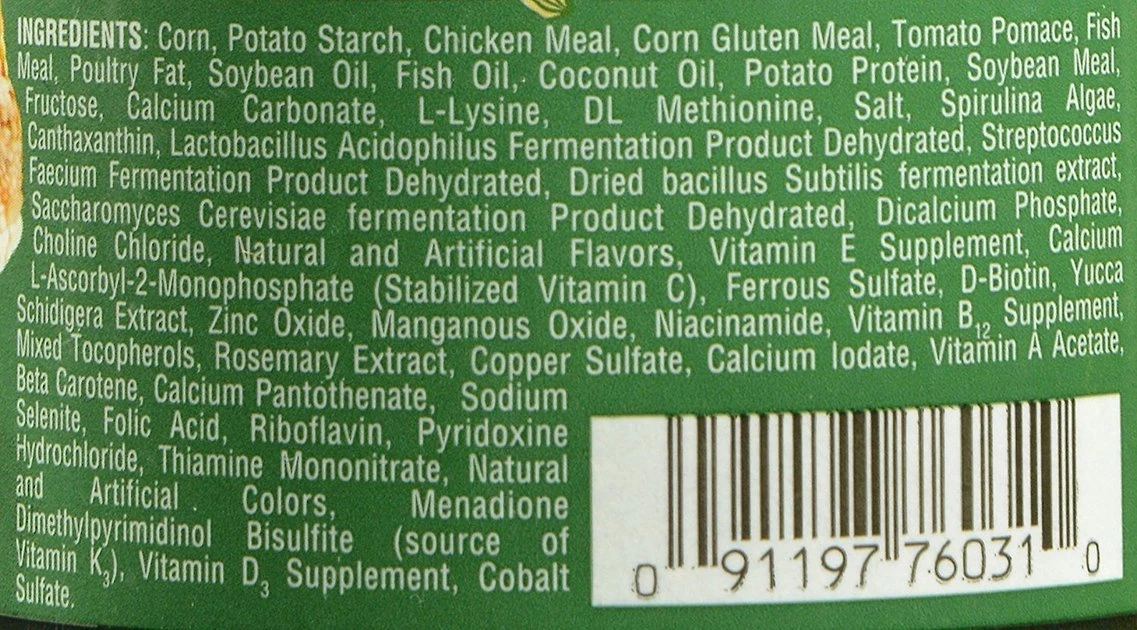 INGREDIENTS: Corn, Potato Starch, Chicken Meal, Corn Gluten Meal, Tomato Pomace, Fish
Meal, Poultry Fat, Soybean Oil, Fish Oil, Coconut Oil, Potato Protein, Soybean Meal,
Fructose, Calcium Carbonate, L-Lysine, DL Methionine, Salt, Spirulina Algae,
Canthaxanthin, Lactobacillus Acidophilus Fermentation Product Dehydrated, Streptococcus
Faecium Fermentation Product Dehydrated, Dried bacillus Subtilis fermentation extract,
Saccharomyces Cerevisiae fermentation Product Dehydrated, Dicalcium Phosphate,
Choline Chloride, Natural and Artificial Flavors, Vitamin E Supplement, Calcium
L-Ascorbyl-2-Monophosphate (Stabilized Vitamin C), Ferrous Sulfate, D-Biotin, Yucca
Schidigera Extract, Zinc Oxide, Manganous Oxide, Niacinamide, Vitamin B12 Supplement,
Mixed Tocopherols, Rosemary Extract, Copper Sulfate, Calcium Iodate, Vitamin A Acetate,
Beta Carotene, Calcium Pantothenate, Sodium
Selenite, Folic Acid, Riboflavin, Pyridoxine
Hydrochloride, Thiamine Mononitrate, Natural
and Artificial Colors, Menadione
Dimethylpyrimidinol Bisulfite (source of
Vitamin K3), Vitamin D3 Supplement, Cobalt
Sulfate.
0 91197 76031 0